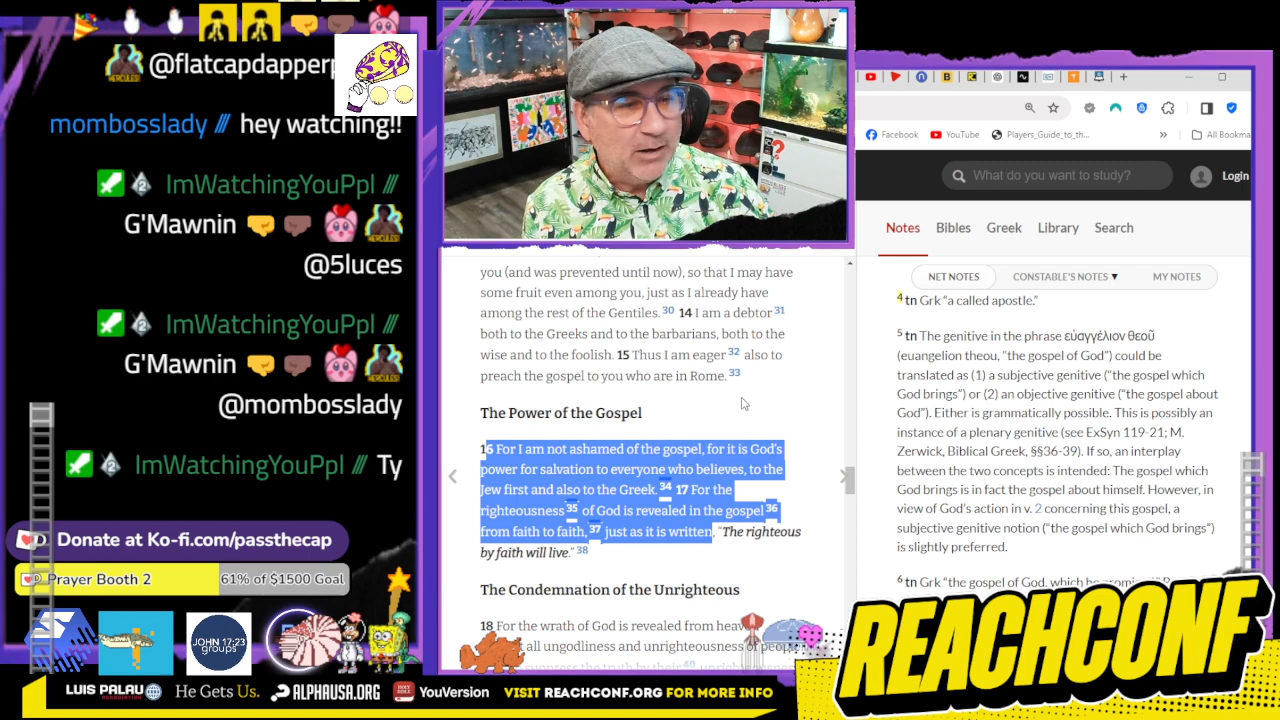 @flatcapdapperp
mombossladyy /// hey watching!!
ImWatchingYouPpl ///
G'Mawnin
@5luces
ImWatchingYouPpl ///
G'Mawnin
@mombosslady
ImWatchingYouPpl /// Ty
Donate at Ko-fi.com/passthecap
Prayer Booth 2 61% of $1500 Goal
JOHN 17:23
groups
you (and was prevented until now), so that I may have
some fruit even among you, just as I already have
among the rest of the Gentiles. 30 14 I am a debtor 31
both to the Greeks and to the barbarians, both to the
wise and to the foolish. 15 Thus I am eager 32 also to
preach the gospel to you who are in Rome. 33
The Power of the Gospel
16 For I am not ashamed of the gospel, for it is God's
power for salvation to everyone who believes, to the
Jew first and also to the Greek. 34 17 For the
righteousness 35 of God is revealed in the gospel 36
from faith to faith, 37 just as it is written, “The righteous
by faith will live.” 38
The Condemnation of the Unrighteous
18 For the wrath of God is revealed from heav
all ungodliness and unrighteousness of people
suppress the truth by their 40
Facebook YouTube Players_Guide_to_th... » All Bookma
What do you want to study? Login
Notes Bibles Greek Library Search
NET NOTES CONSTABLE'S NOTES ▼ MY NOTES
4 tn Grk “a called apostle.”
5 tn The genitive in the phrase εὐαγγέλιον θεοῦ
(euangelion theou, “the gospel of God”) could be
translated as (1) a subjective genitive (“the gospel which
God brings”) or (2) an objective genitive (“the gospel about
God”). Either is grammatically possible. This is possibly an
instance of a plenary genitive (see ExSyn 119-21; M.
Zerwick, Biblical Greek, §§36-39). If so, an interplay
between the two concepts is intended: The gospel which
God brings is in fact the gospel about himself. However, in
view of God's action in v. 2 concerning this gospel, a
subjective genitive notion (“the gospel which God brings”)
is slightly preferred.
6 tn Grk “the gospel of God, which he
REACHCONF
LUIS PALAU He Gets Us. ALPHAUSA.ORG HOLY BIBLE YouVersion VISIT REACHCONF.ORG FOR MORE INFO